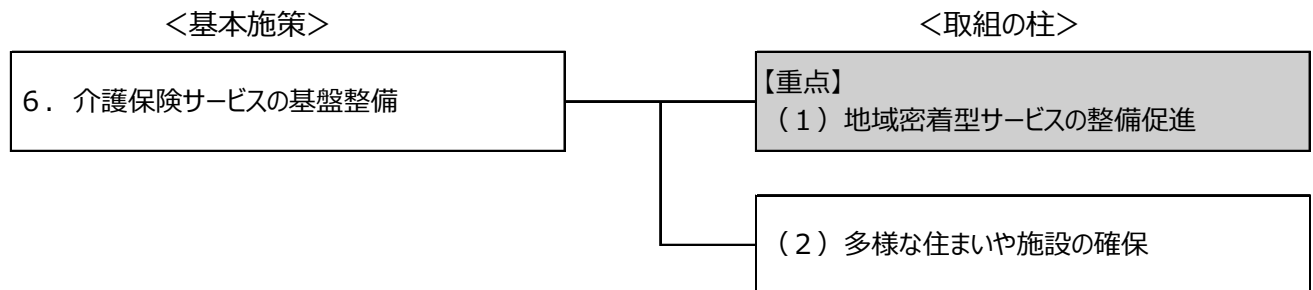 ＜基本施策＞
＜取組の柱＞
６．介護保険サービスの基盤整備
【重点】
（１）地域密着型サービスの整備促進
（２）多様な住まいや施設の確保